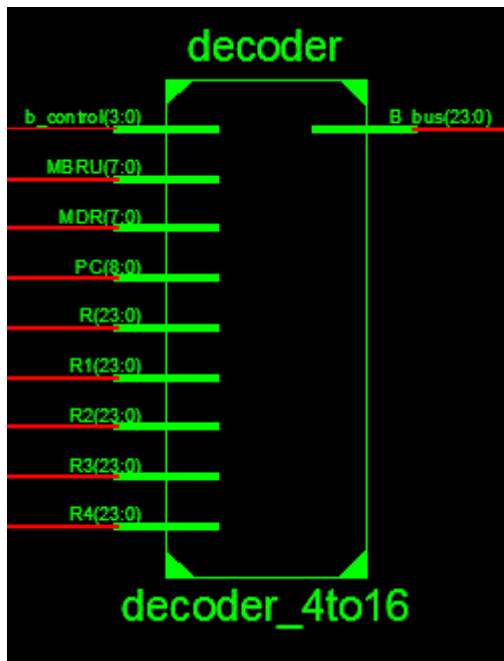 decoder
b_control(3:0)
B_bus(23:0)
MBRU(7:0)
MDR(7:0)
PC(8:0)
R(23:0)
R1(23:0)
R2(23:0)
R3(23:0)
R4(23:0)
decoder_4to16